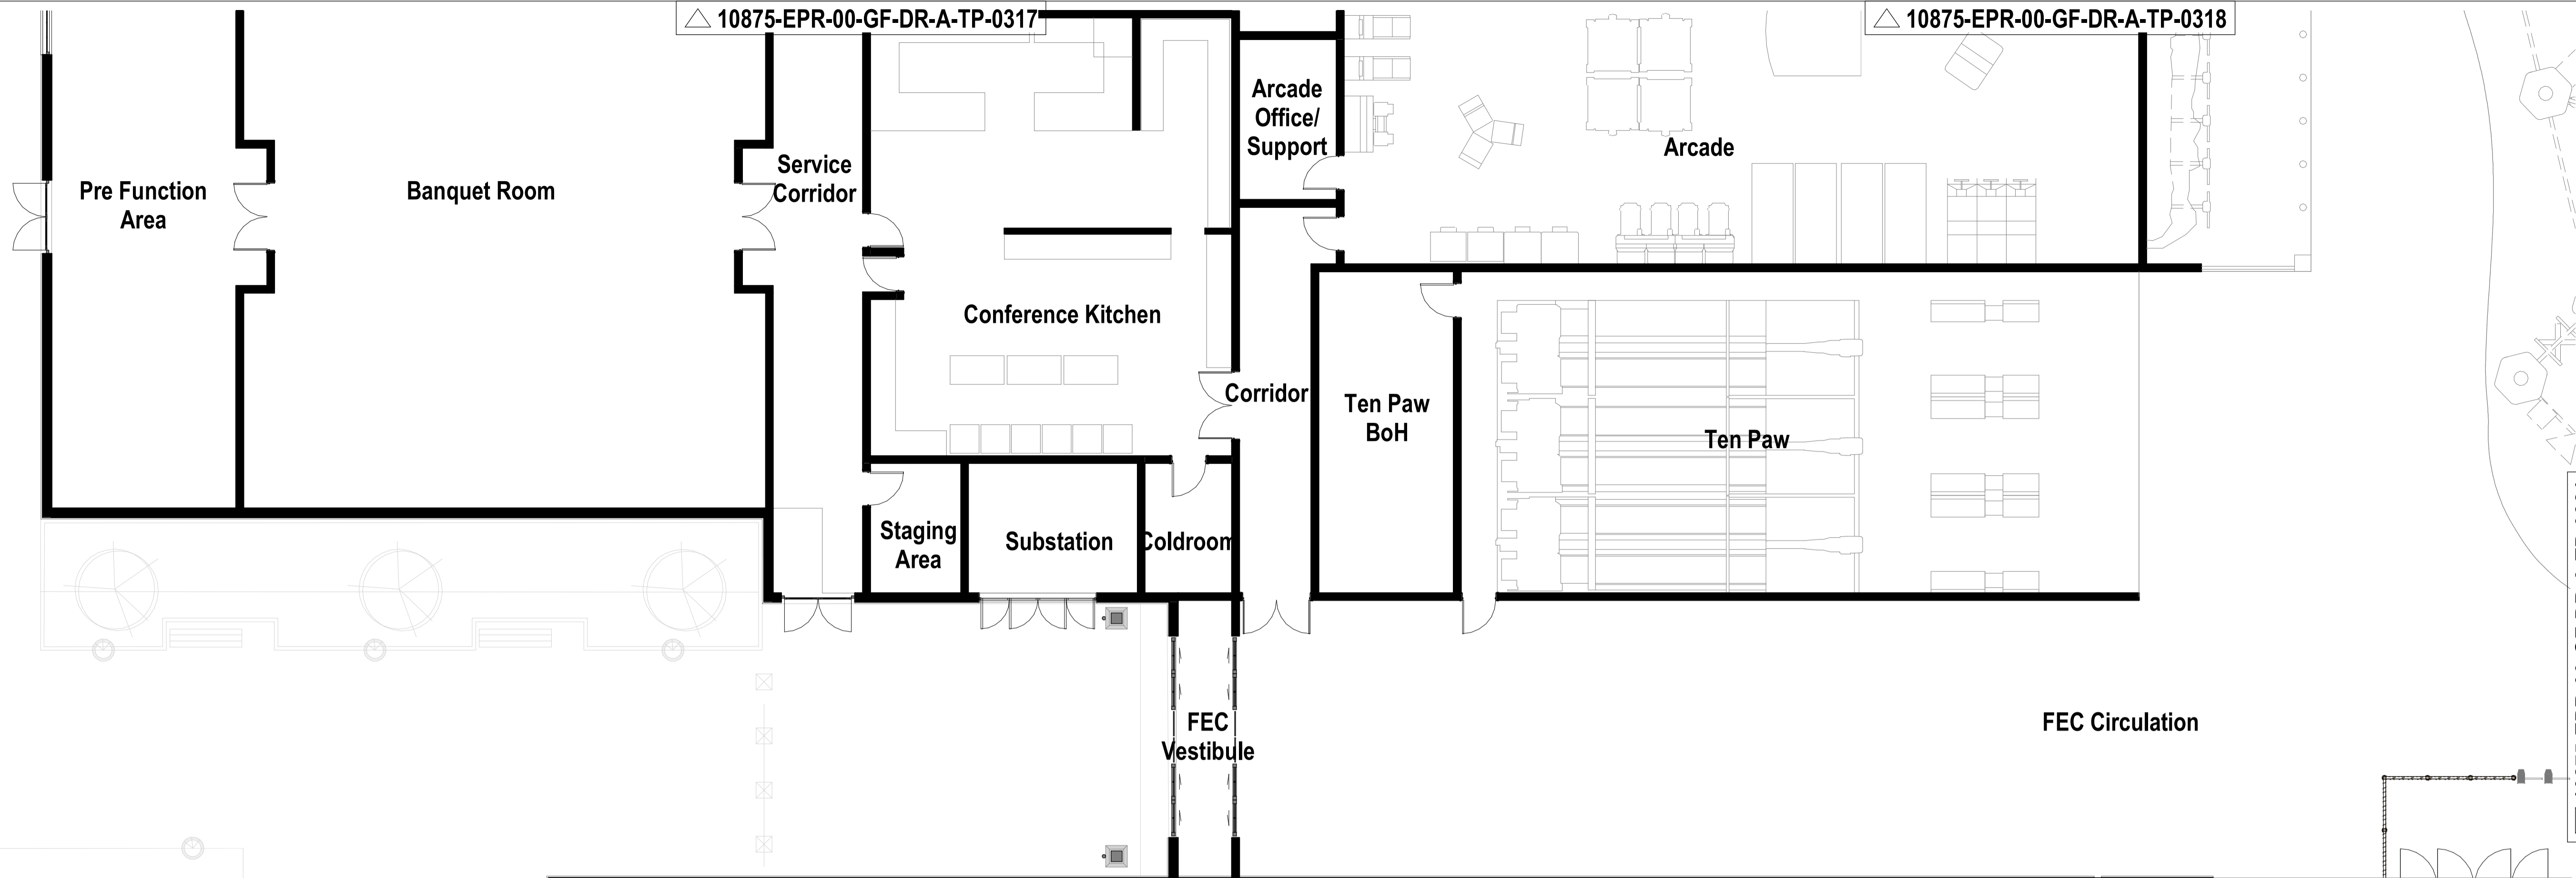 10875-EPR-00-GF-DR-A-TP-0317
10875-EPR-00-GF-DR-A-TP-0318
Pre Function
Area
Banquet Room
Service
Corridor
Conference Kitchen
Arcade
Office/
Support
Arcade
Corridor
Ten Paw
BoH
Ten Paw
Staging
Area
Substation
Coldroom
FEC
Vestibule
FEC Circulation